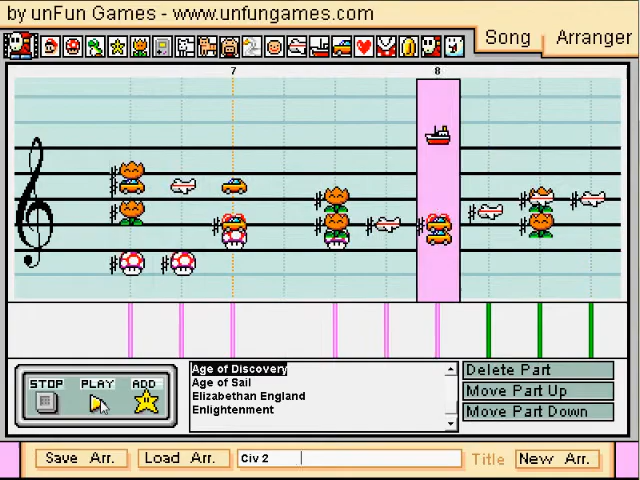 by unFun Games - www.unfungames.com
Song
Arranger
7
8
STOP
PLAY
ADD
Age of Discovery
Age of Sail
Elizabethan England
Enlightenment
Delete Part
Move Part Up
Move Part Down
Save Arr.
Load Arr.
Civ 2
Title
New Arr.